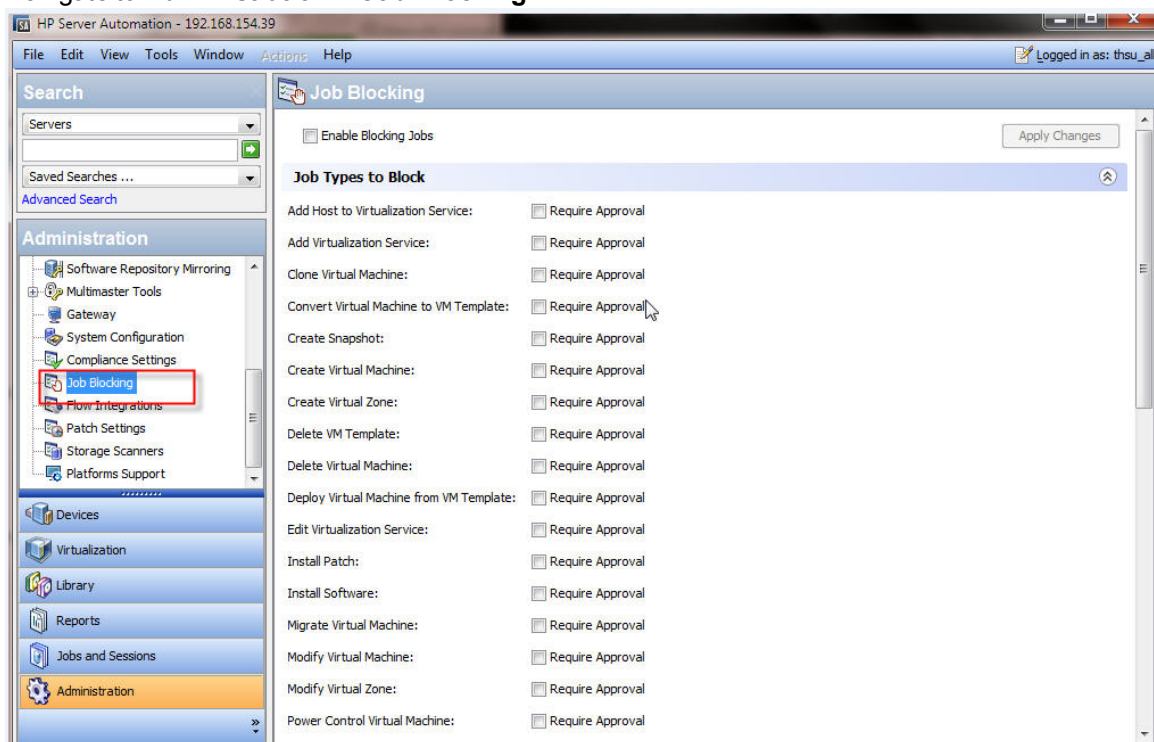 HP Server Automation - 192.168.154.39
File Edit View Tools Window Actions Help
Logged in as: thsu_al
Search
Servers
Saved Searches ...
Advanced Search
Administration
Software Repository Mirroring
Multimaster Tools
Gateway
System Configuration
Compliance Settings
Job Blocking
Flow Integrations
Patch Settings
Storage Scanners
Platforms Support
Devices
Virtualization
Library
Reports
Jobs and Sessions
Administration
Job Blocking
Enable Blocking Jobs
Apply Changes
Job Types to Block
Add Host to Virtualization Service: Require Approval
Add Virtualization Service: Require Approval
Clone Virtual Machine: Require Approval
Convert Virtual Machine to VM Template: Require Approval
Create Snapshot: Require Approval
Create Virtual Machine: Require Approval
Create Virtual Zone: Require Approval
Delete VM Template: Require Approval
Delete Virtual Machine: Require Approval
Deploy Virtual Machine from VM Template: Require Approval
Edit Virtualization Service: Require Approval
Install Patch: Require Approval
Install Software: Require Approval
Migrate Virtual Machine: Require Approval
Modify Virtual Machine: Require Approval
Modify Virtual Zone: Require Approval
Power Control Virtual Machine: Require Approval